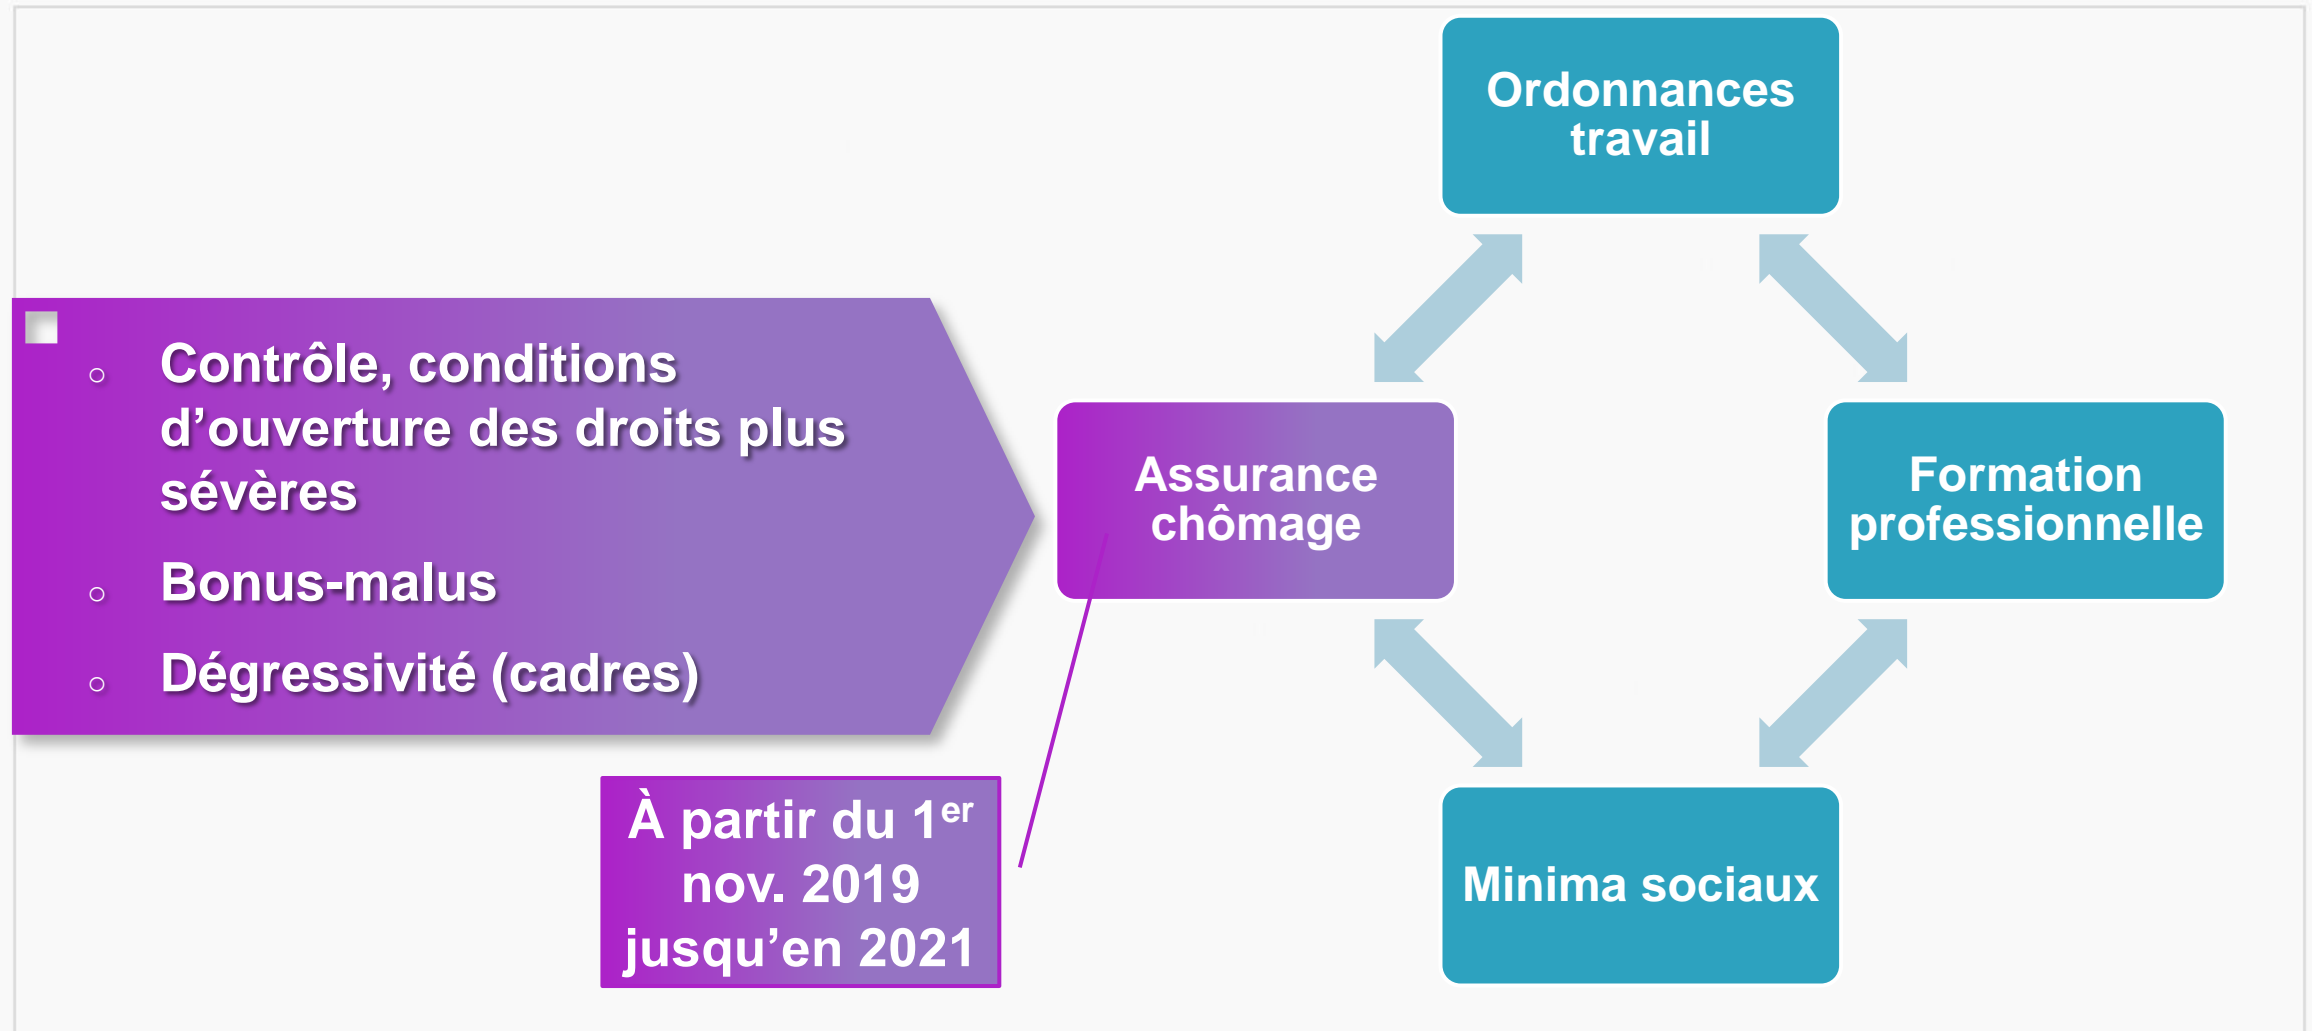 Ordonnances
travail
Contrôle, conditions
d’ouverture des droits plus
sévères
Bonus-malus
Dégressivité (cadres)
Assurance
chômage
Formation
professionnelle
À partir du 1er
nov. 2019
jusqu’en 2021
Minima sociaux